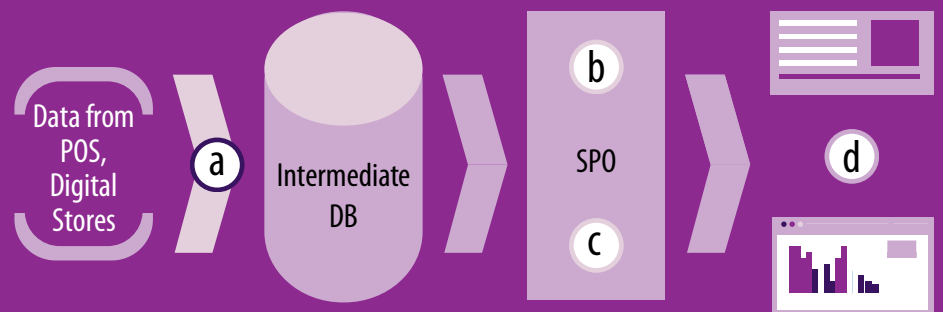 Data from
POS,
Digital
Stores
a
Intermediate
DB
b
SPO
c
d